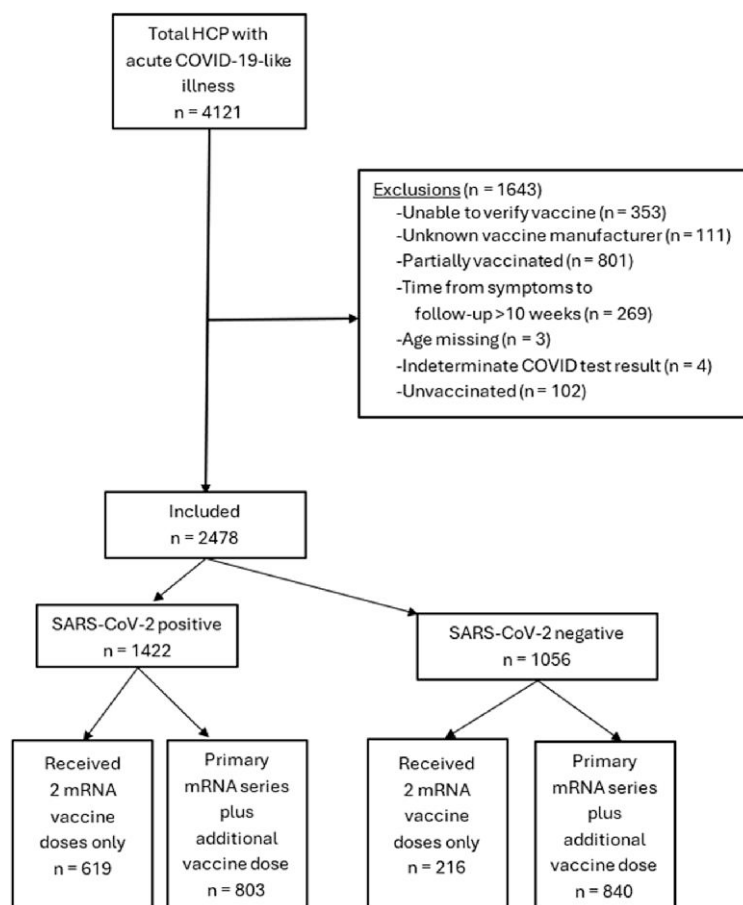 Total HCP with
acute COVID-19-like
illness
n = 4121
Exclusions (n = 1643)
-Unable to verify vaccine (n = 353)
-Unknown vaccine manufacturer (n = 111)
-Partially vaccinated (n = 801)
-Time from symptoms to
follow-up >10 weeks (n = 269)
-Age missing (n = 3)
-Indeterminate COVID test result (n = 4)
-Unvaccinated (n = 102)
Included
n = 2478
SARS-CoV-2 positive
n = 1422
SARS-CoV-2 negative
n = 1056
Received
2 mRNA
vaccine
doses only
n = 619
Primary
mRNA series
plus
additional
vaccine dose
n = 803
Received
2 mRNA
vaccine
doses only
n = 216
Primary
mRNA series
plus
additional
vaccine dose
n = 840